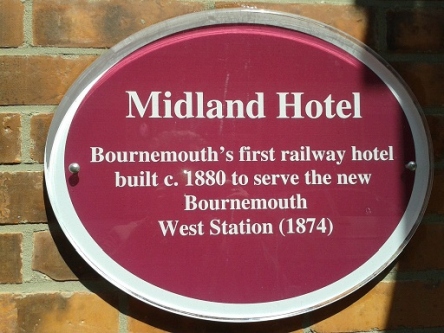 Midland Hotel
Bournemouth's first railway hotel
built c. 1880 to serve the new
Bournemouth
West Station (1874)